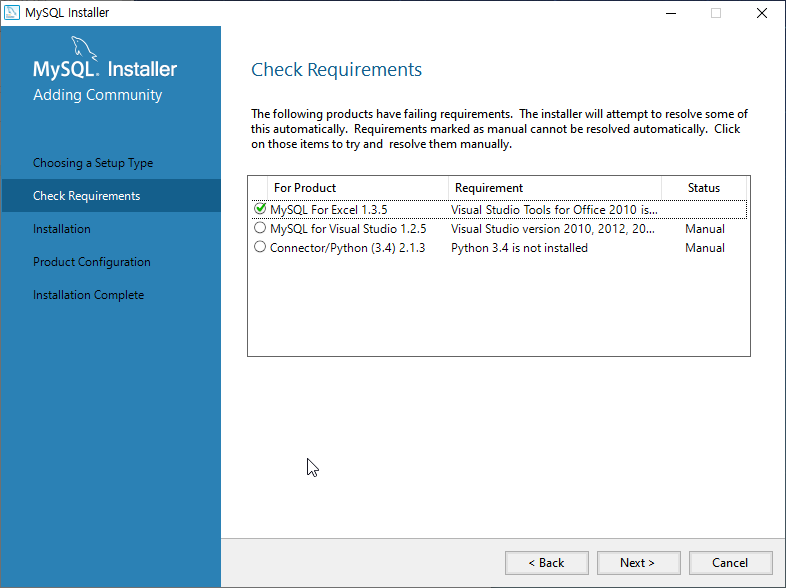 MySQL Installer
MySQL. Installer
Adding Community
Choosing a Setup Type
Check Requirements
Installation
Product Configuration
Installation Complete
Check Requirements
The following products have failing requirements.  The installer will attempt to resolve some of
this automatically.  Requirements marked as manual cannot be resolved automatically.  Click
on those items to try and  resolve them manually.
For Product Requirement Status
MySQL For Excel 1.3.5 Visual Studio Tools for Office 2010 is...
MySQL for Visual Studio 1.2.5 Visual Studio version 2010, 2012, 20... Manual
Connector/Python (3.4) 2.1.3 Python 3.4 is not installed Manual
< Back Next > Cancel